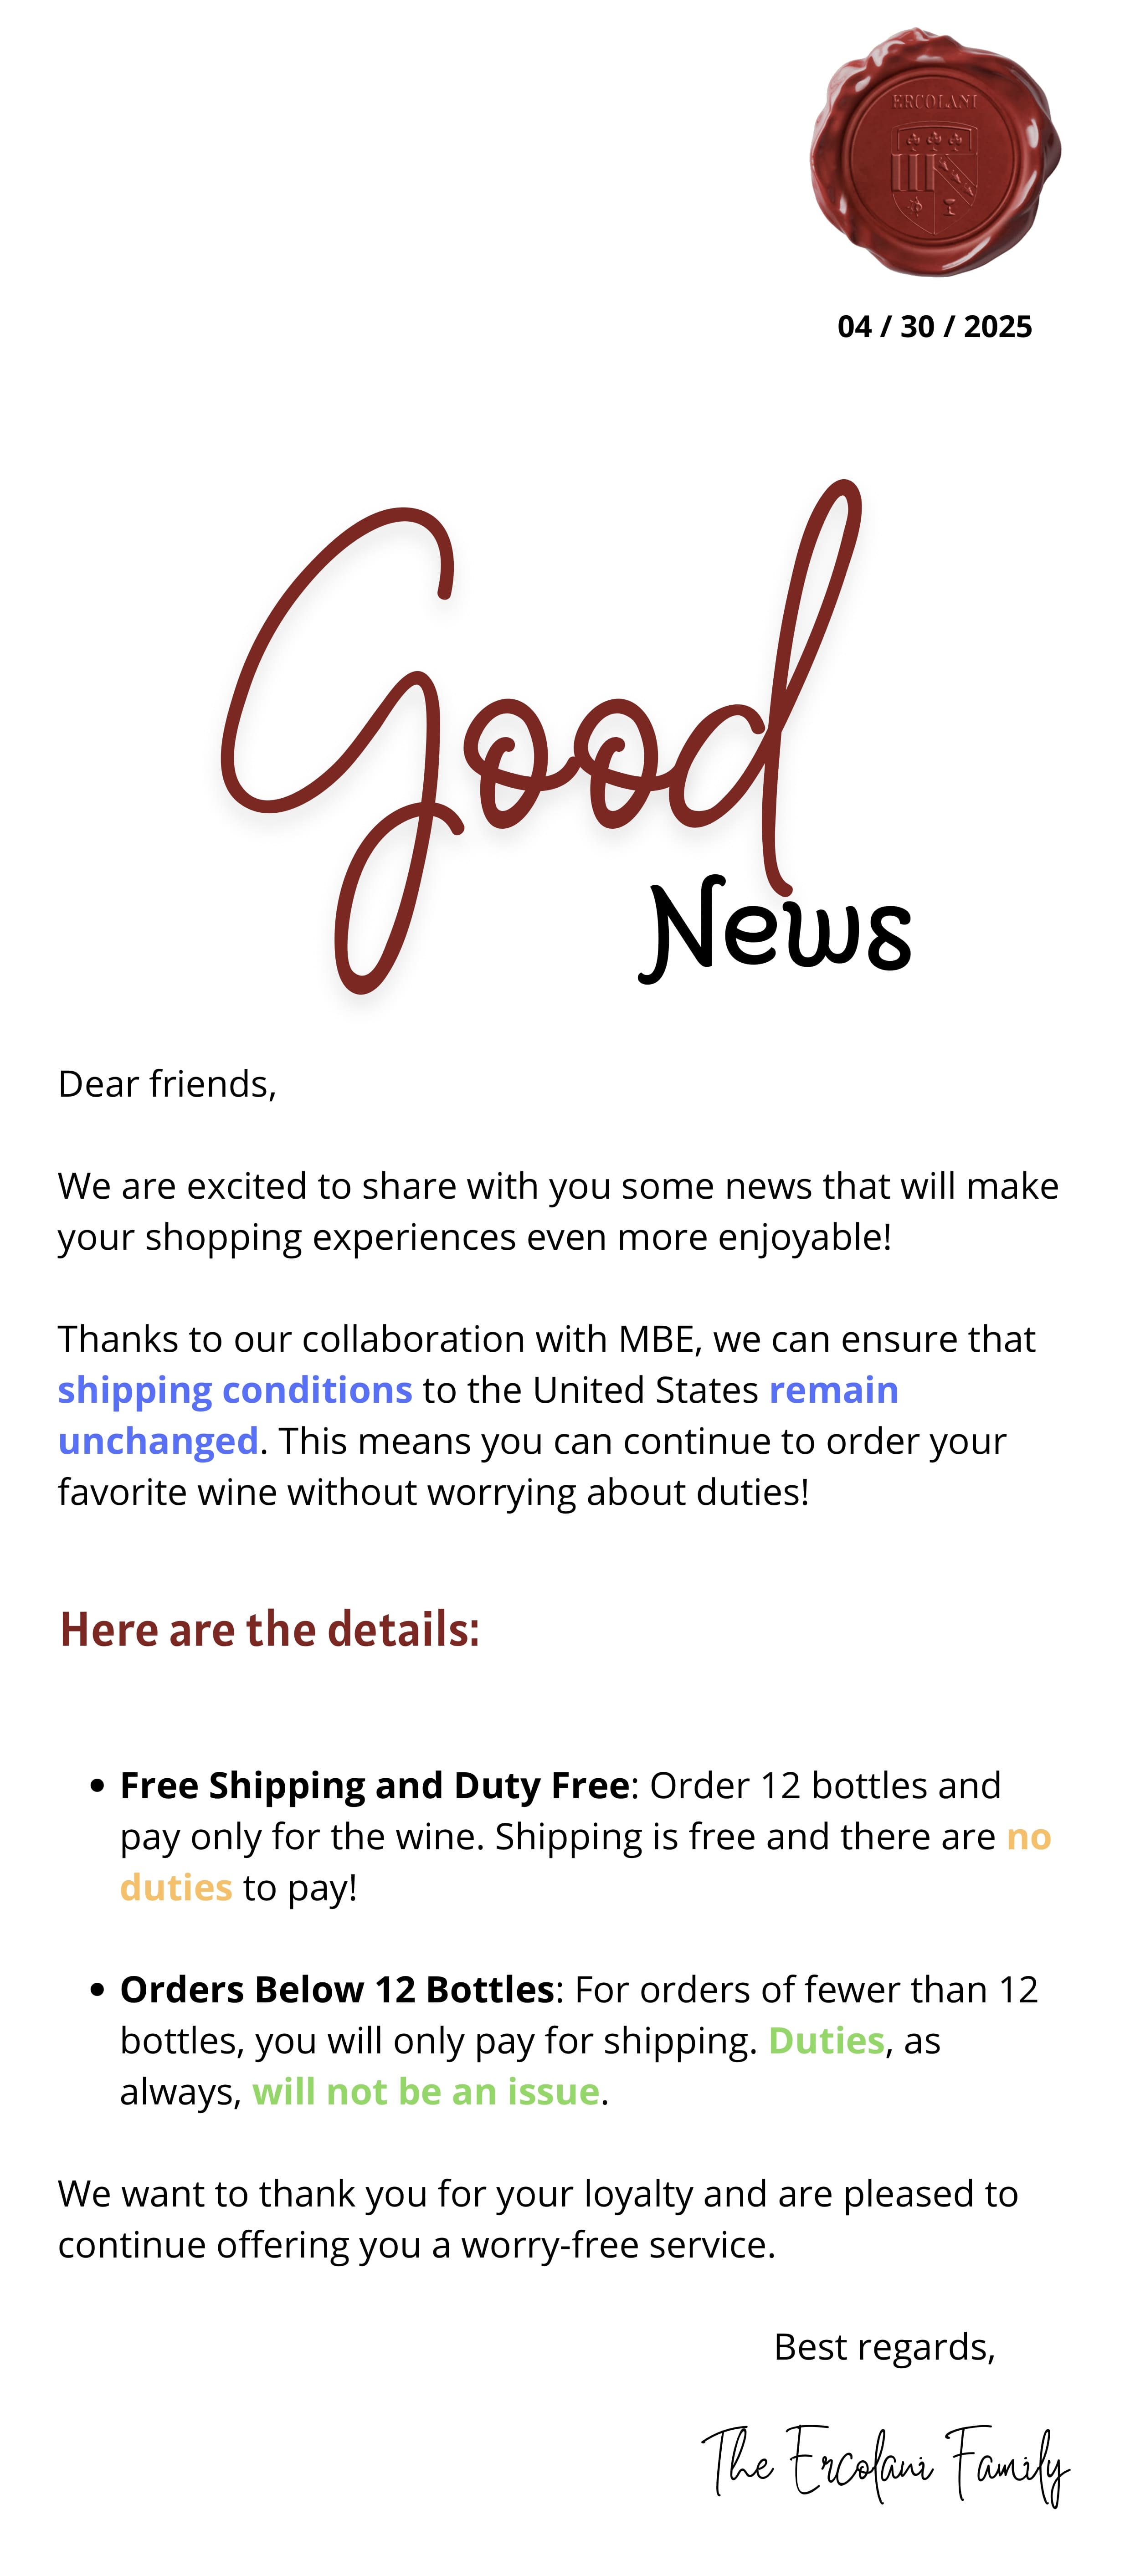 ERCOLANI
04 / 30 / 2025
Good
News
Dear friends,
We are excited to share with you some news that will make
your shopping experiences even more enjoyable!
Thanks to our collaboration with MBE, we can ensure that
shipping conditions to the United States remain
unchanged. This means you can continue to order your
favorite wine without worrying about duties!
Here are the details:
• Free Shipping and Duty Free: Order 12 bottles and
pay only for the wine. Shipping is free and there are no
duties to pay!
• Orders Below 12 Bottles: For orders of fewer than 12
bottles, you will only pay for shipping. Duties, as
always, will not be an issue.
We want to thank you for your loyalty and are pleased to
continue offering you a worry-free service.
Best regards,
The Ercolani Family